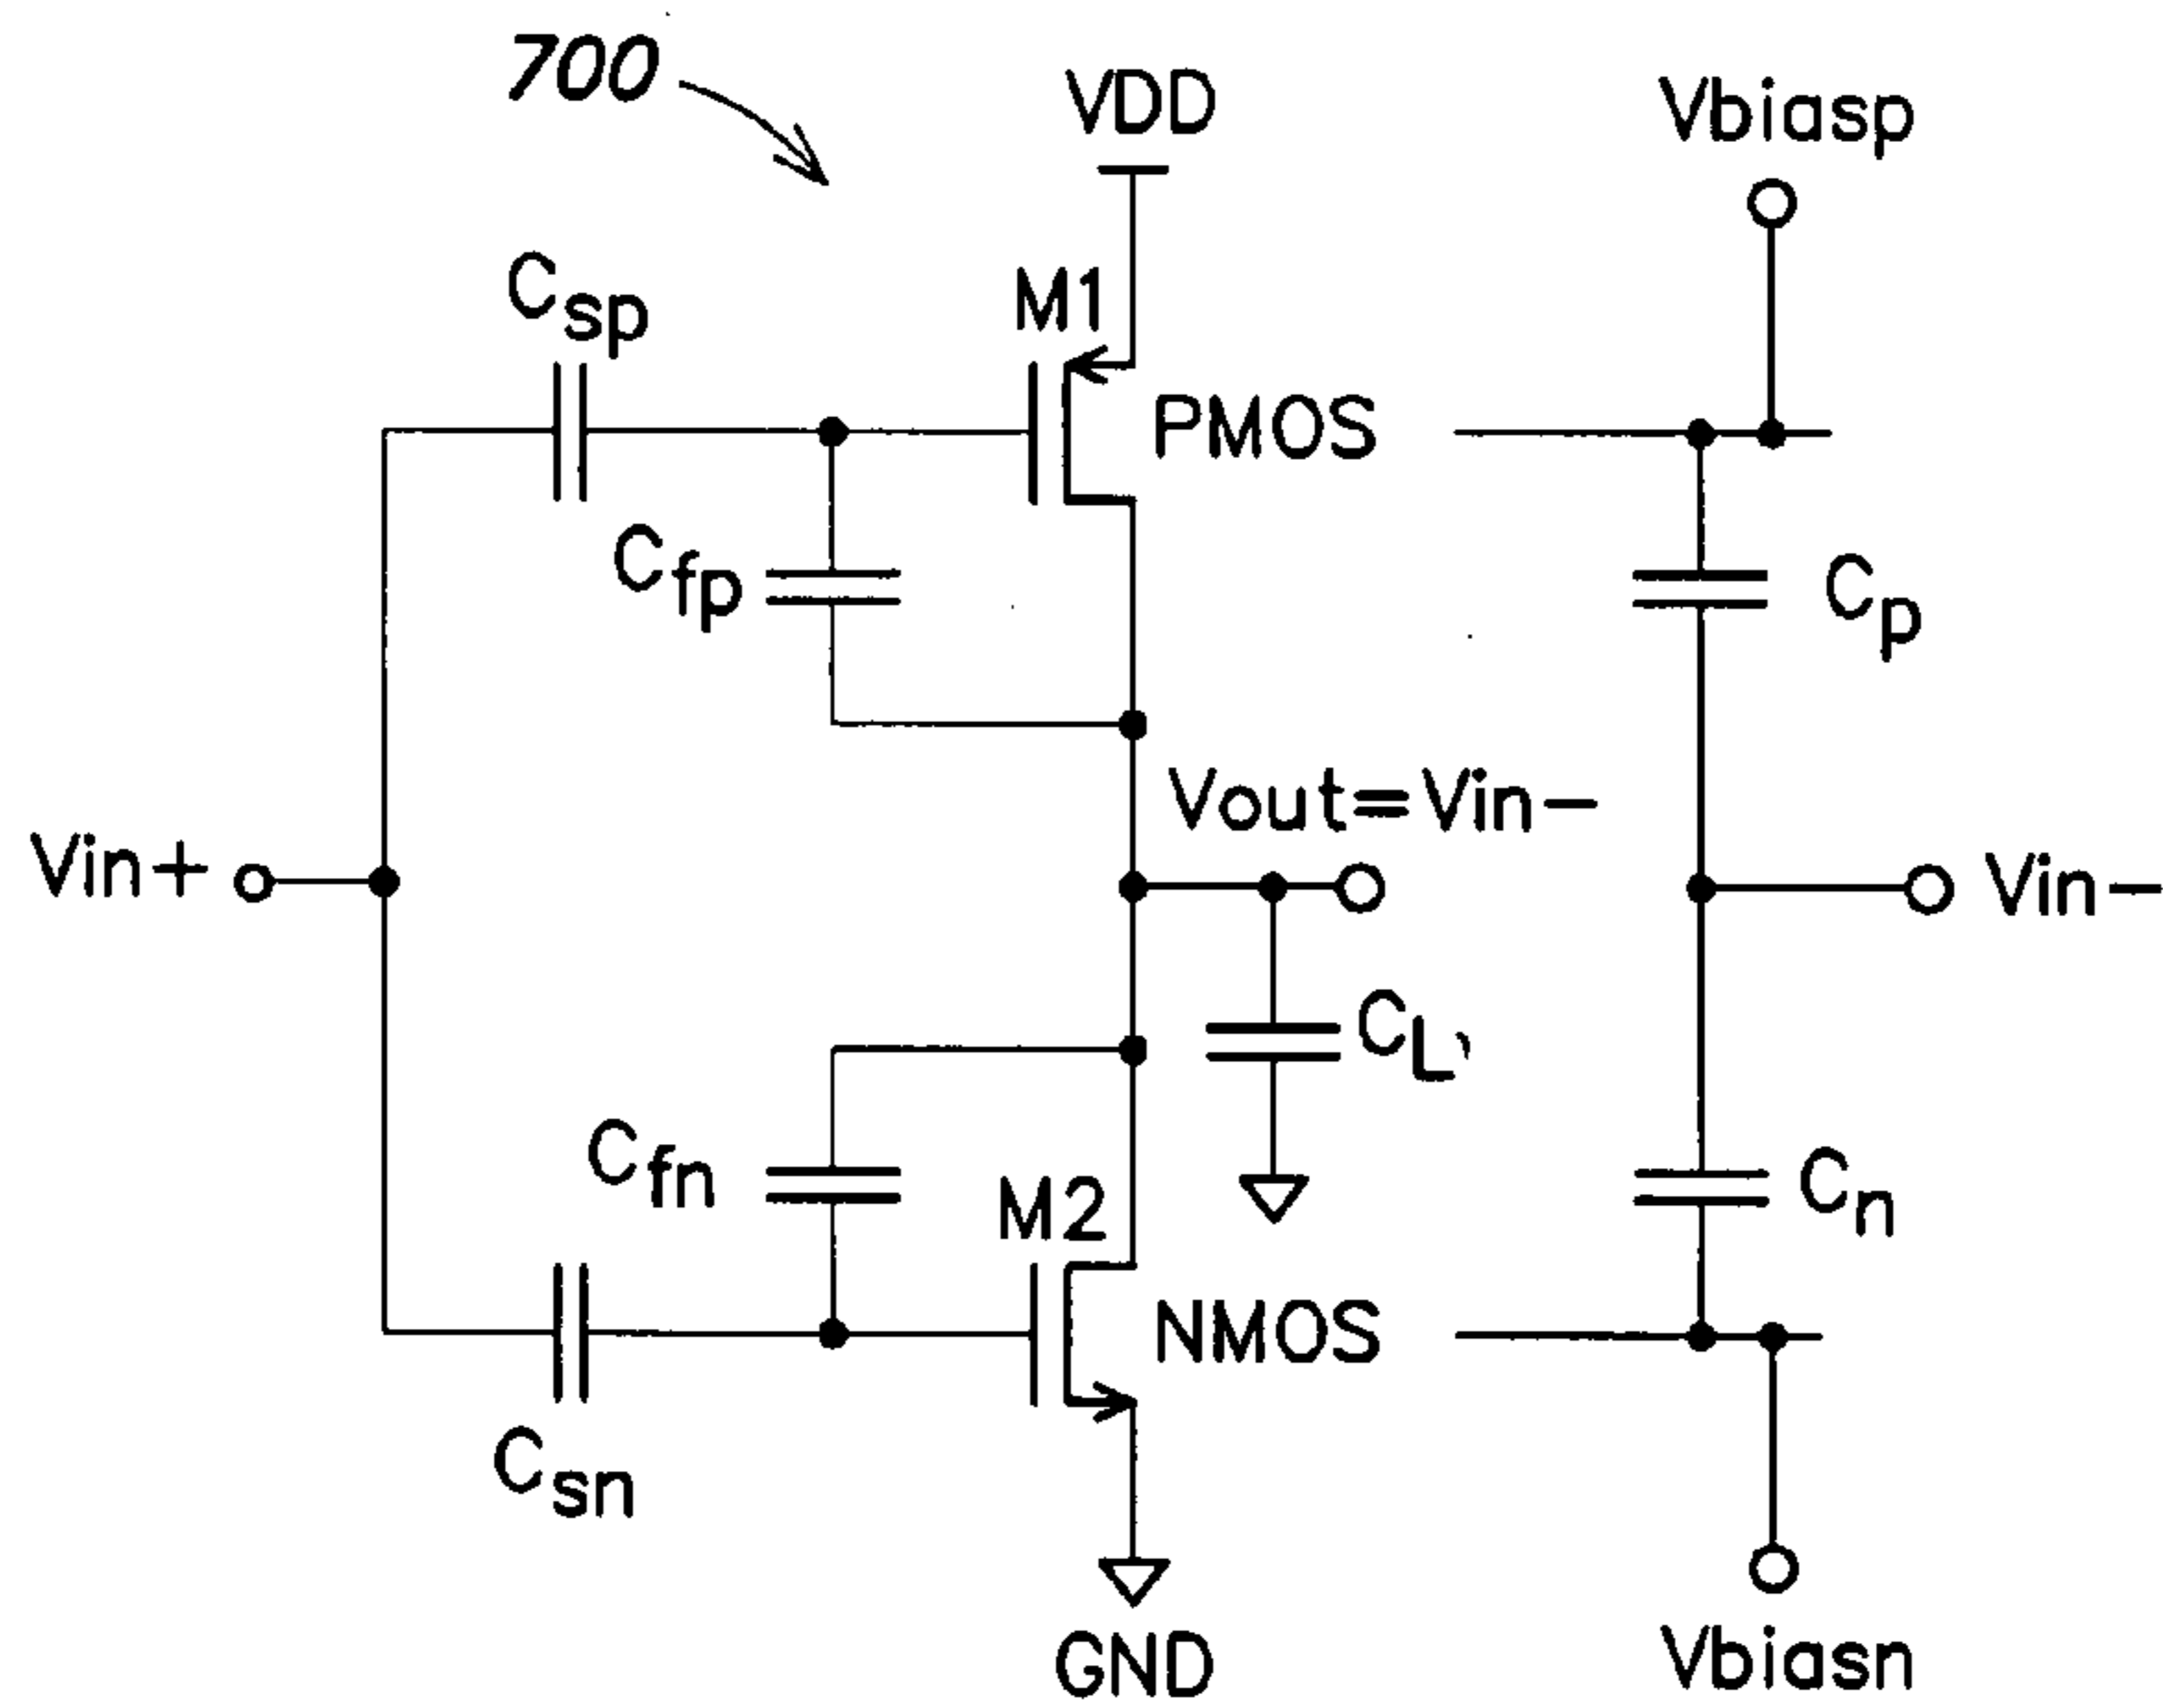 700
VDD
Vbiasp
Csp
M1
PMOS
Cfp
Cp
Vout=Vin-
Vin+
Vin-
CL
Cfn
M2
Cn
NMOS
Csn
GND
Vbiasn